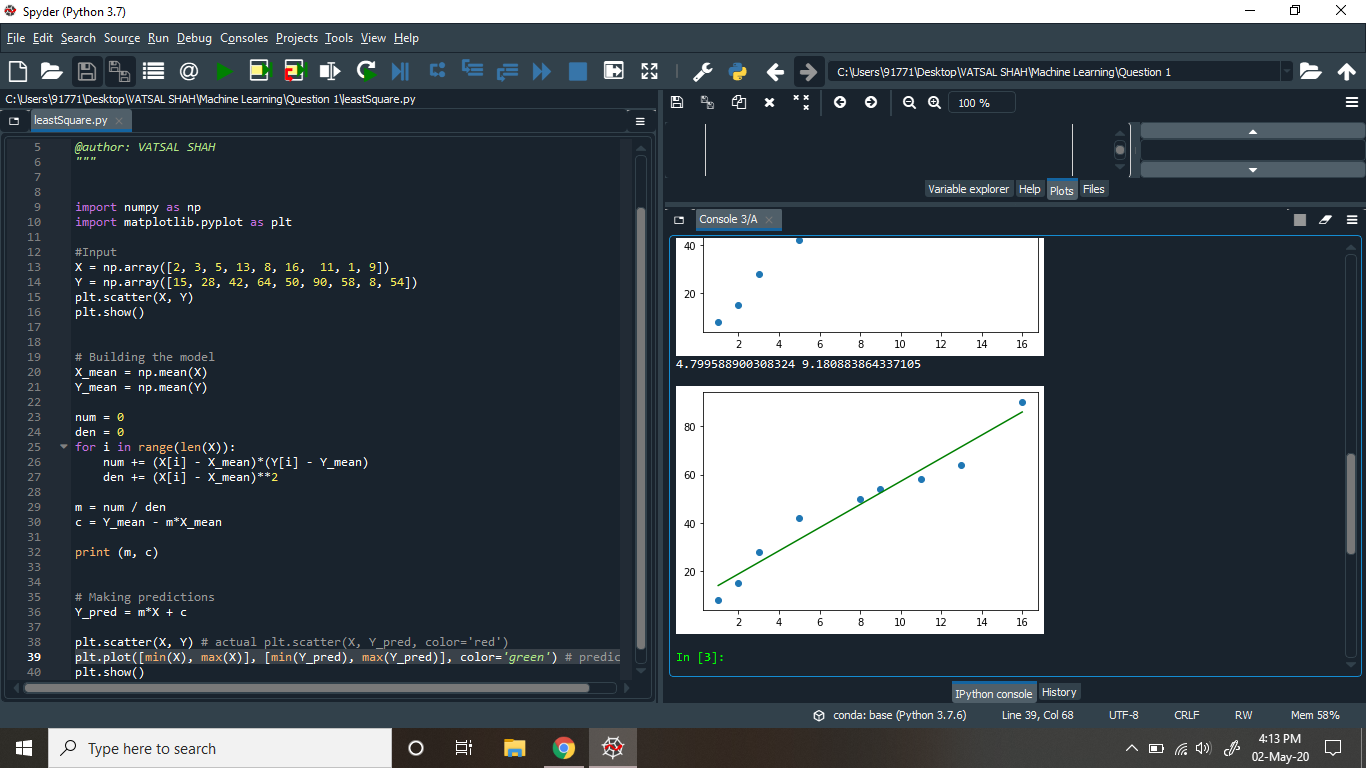 Spyder (Python 3.7)
File Edit Search Source Run Debug Consoles Projects Tools View Help
C:\Users\91771\Desktop\VATSAL SHAH\Machine Learning\Question 1
C:\Users\91771\Desktop\VATSAL SHAH\Machine Learning\Question 1\leastSquare.py
leastSquare.py
5 @author: VATSAL SHAH
6 """
7
8
9 import numpy as np
10 import matplotlib.pyplot as plt
11
12 #Input
13 X = np.array([2, 3, 5, 13, 8, 16,  11, 1, 9])
14 Y = np.array([15, 28, 42, 64, 50, 90, 58, 8, 54])
15 plt.scatter(X, Y)
16 plt.show()
17
18
19 # Building the model
20 X_mean = np.mean(X)
21 Y_mean = np.mean(Y)
22
23 num = 0
24 den = 0
25 for i in range(len(X)):
26     num += (X[i] - X_mean)*(Y[i] - Y_mean)
27     den += (X[i] - X_mean)**2
28
29 m = num / den
30 c = Y_mean - m*X_mean
31
32 print (m, c)
33
34
35 # Making predictions
36 Y_pred = m*X + c
37
38 plt.scatter(X, Y) # actual plt.scatter(X, Y_pred, color='red')
39 plt.plot([min(X), max(X)], [min(Y_pred), max(Y_pred)], color='green') # predic
40 plt.show()
100 %
Variable explorer Help Plots Files
Console 3/A
40
20
2 4 6 8 10 12 14 16
4.799588900308324 9.180883864337105
80
60
40
20
2 4 6 8 10 12 14 16
In [3]:
IPython console History
conda: base (Python 3.7.6) Line 39, Col 68 UTF-8 CRLF RW Mem 58%
Type here to search
4:13 PM
02-May-20